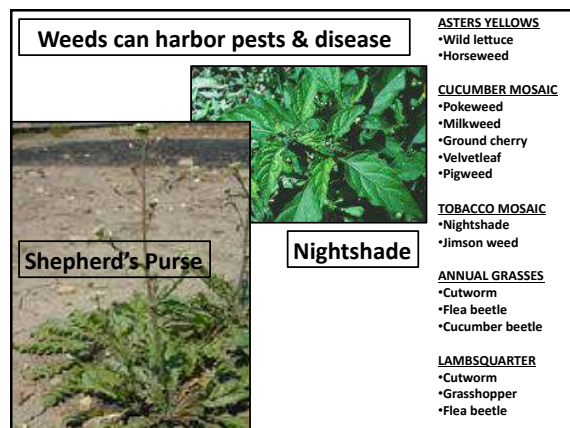 Weeds can harbor pests & disease
Shepherd's Purse
Nightshade
ASTERS YELLOWS
•Wild lettuce
•Horseweed
CUCUMBER MOSAIC
•Pokeweed
•Milkweed
•Ground cherry
•Velvetleaf
•Pigweed
TOBACCO MOSAIC
•Nightshade
•Jimson weed
ANNUAL GRASSES
•Cutworm
•Flea beetle
•Cucumber beetle
LAMBSQUARTER
•Cutworm
•Grasshopper
•Flea beetle